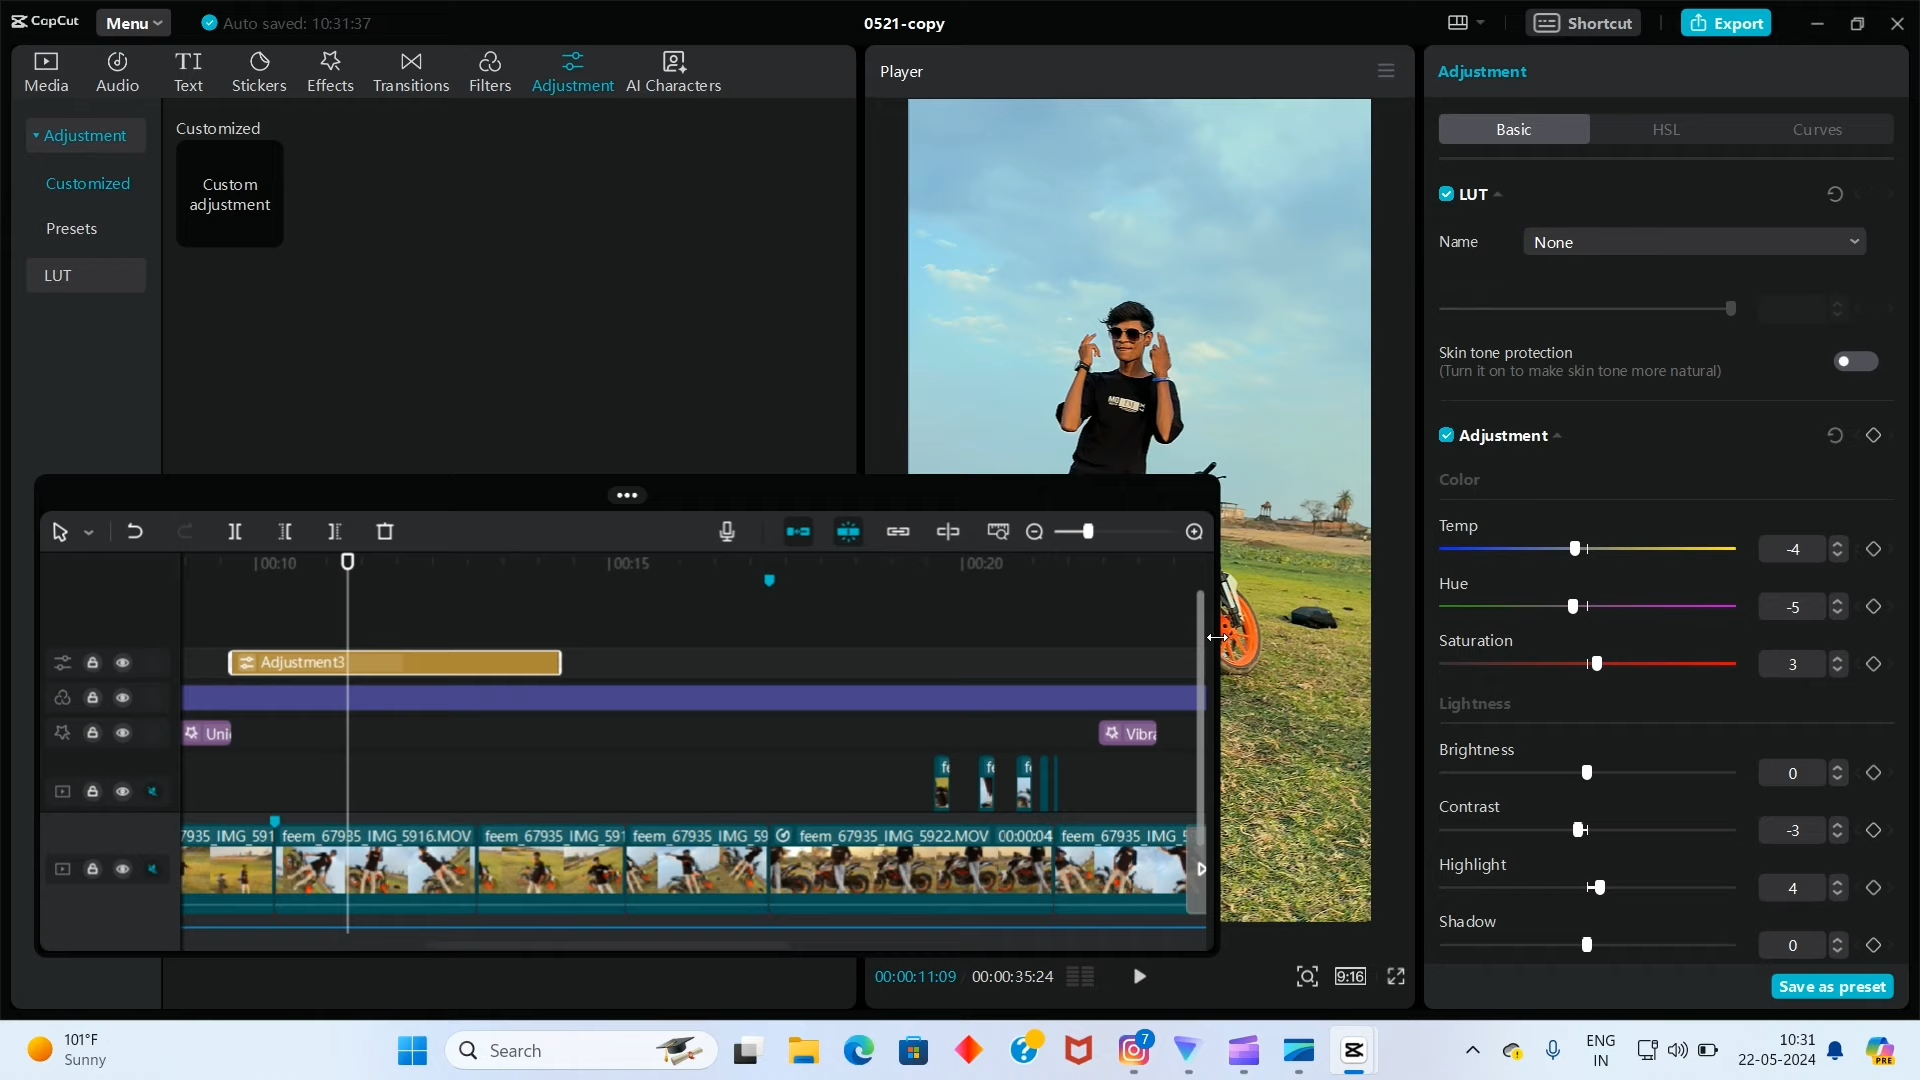 CapCut Menu Auto saved: 10:31:37 0521-copy Shortcut Export
Media Audio Text Stickers Effects Transitions Filters Adjustment AI Characters
Adjustment
Customized
Presets
LUT
Customized
Custom
adjustment
Player
00:10 00:15 00:20
Adjustment3
Uni
Vibra
fe fe fe
7935_IMG_591 feem_67935_IMG_5916.MOV feem_67935_IMG_591 feem_67935_IMG_59 feem_67935_IMG_5922.MOV 00:00:04 feem_67935_IMG_5
00:00:11:09 00:00:35:24 9:16
Adjustment
Basic HSL Curves
LUT
Name None
Skin tone protection
(Turn it on to make skin tone more natural)
Adjustment
Color
Temp
-4
Hue
-5
Saturation
3
Lightness
Brightness
0
Contrast
-3
Highlight
4
Shadow
0
Save as preset
101°F
Sunny
Search
7
ENG
IN
10:31
22-05-2024
PRE